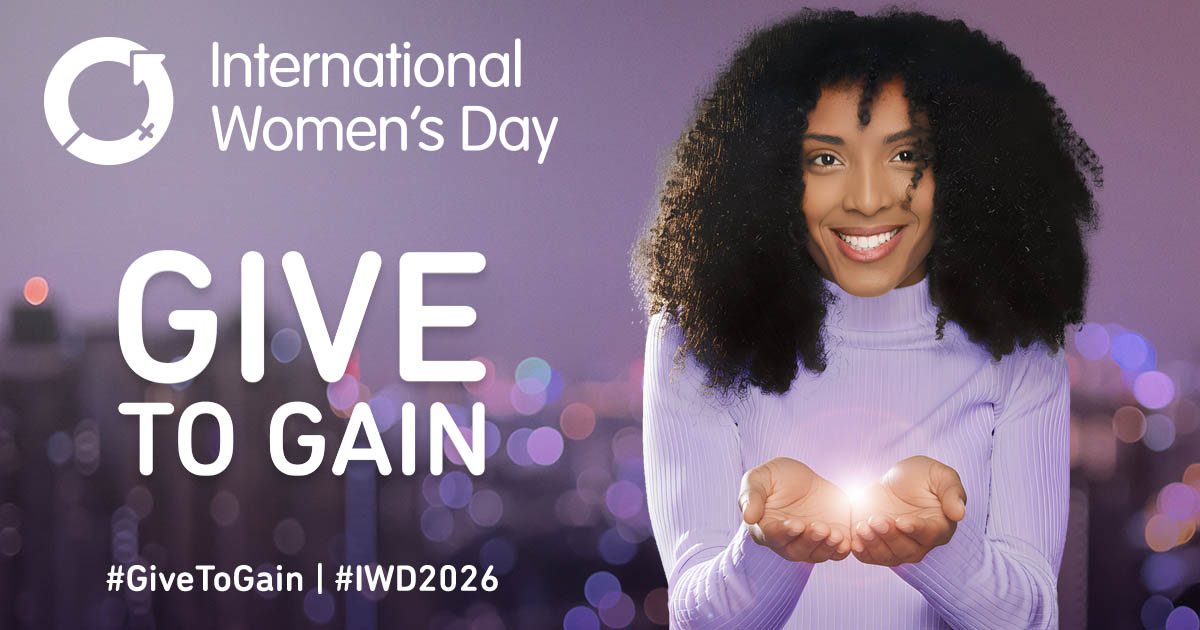 International
Women's Day
GIVE
TO GAIN
#GiveToGain | #IWD2026